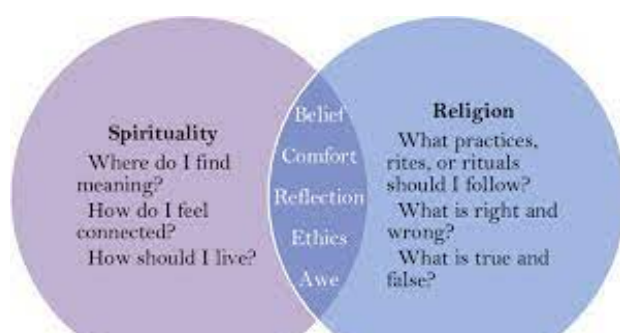 Spirituality
Where do I find
meaning?
How do I feel
connected?
How should I live?
Belief
Comfort
Reflection
Ethics
Awe
Religion
What practices,
rites, or rituals
should I follow?
What is right and
wrong?
What is true and
false?